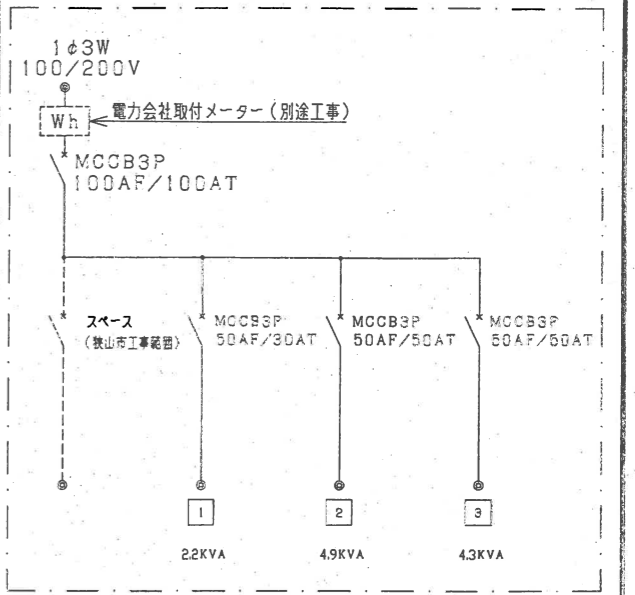 1φ3W
100/200V
Wh
電力会社取付メーター(別途工事)
MCCB3P
100AF/100AT
スペース
(狭山市工事範囲)
MCCB3P
50AF/30AT
MCCB3P
50AF/50AT
MCCB3P
50AF/50AT
1
2
3
2.2KVA
4.9KVA
4.3KVA